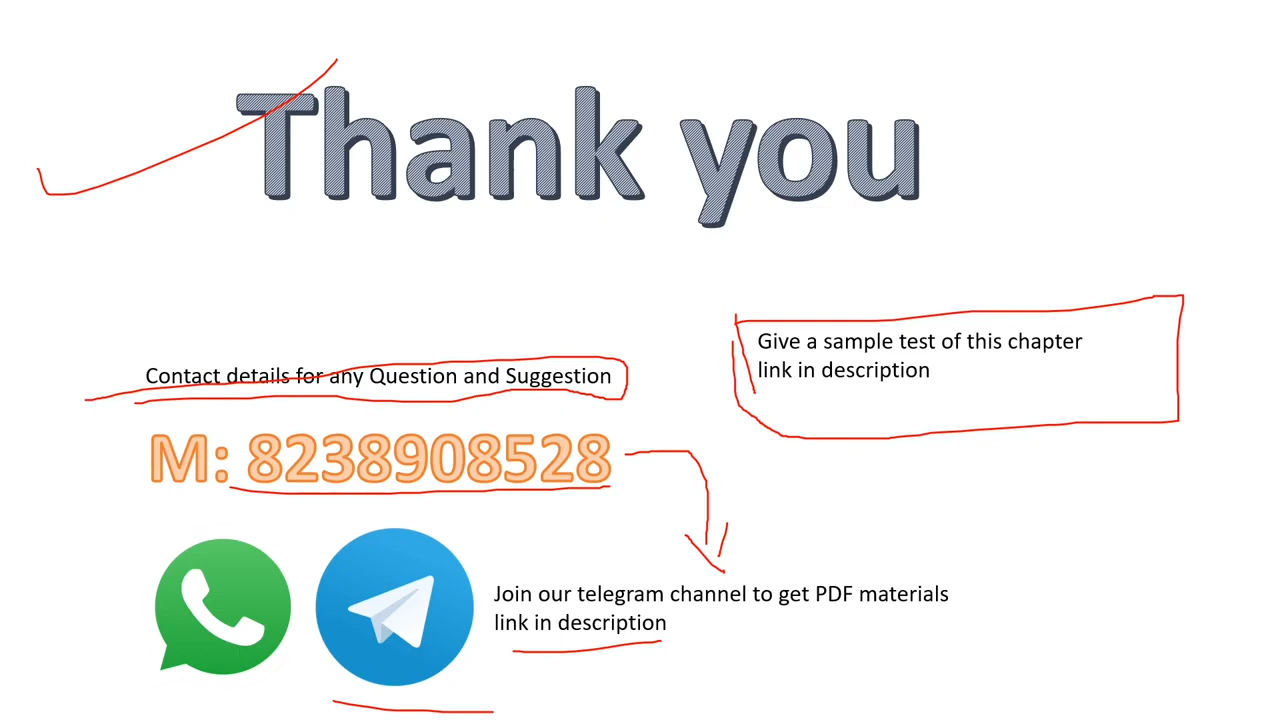 Thank you
Give a sample test of this chapter
link in description
Contact details for any Question and Suggestion
M: 8238908528
Join our telegram channel to get PDF materials
link in description